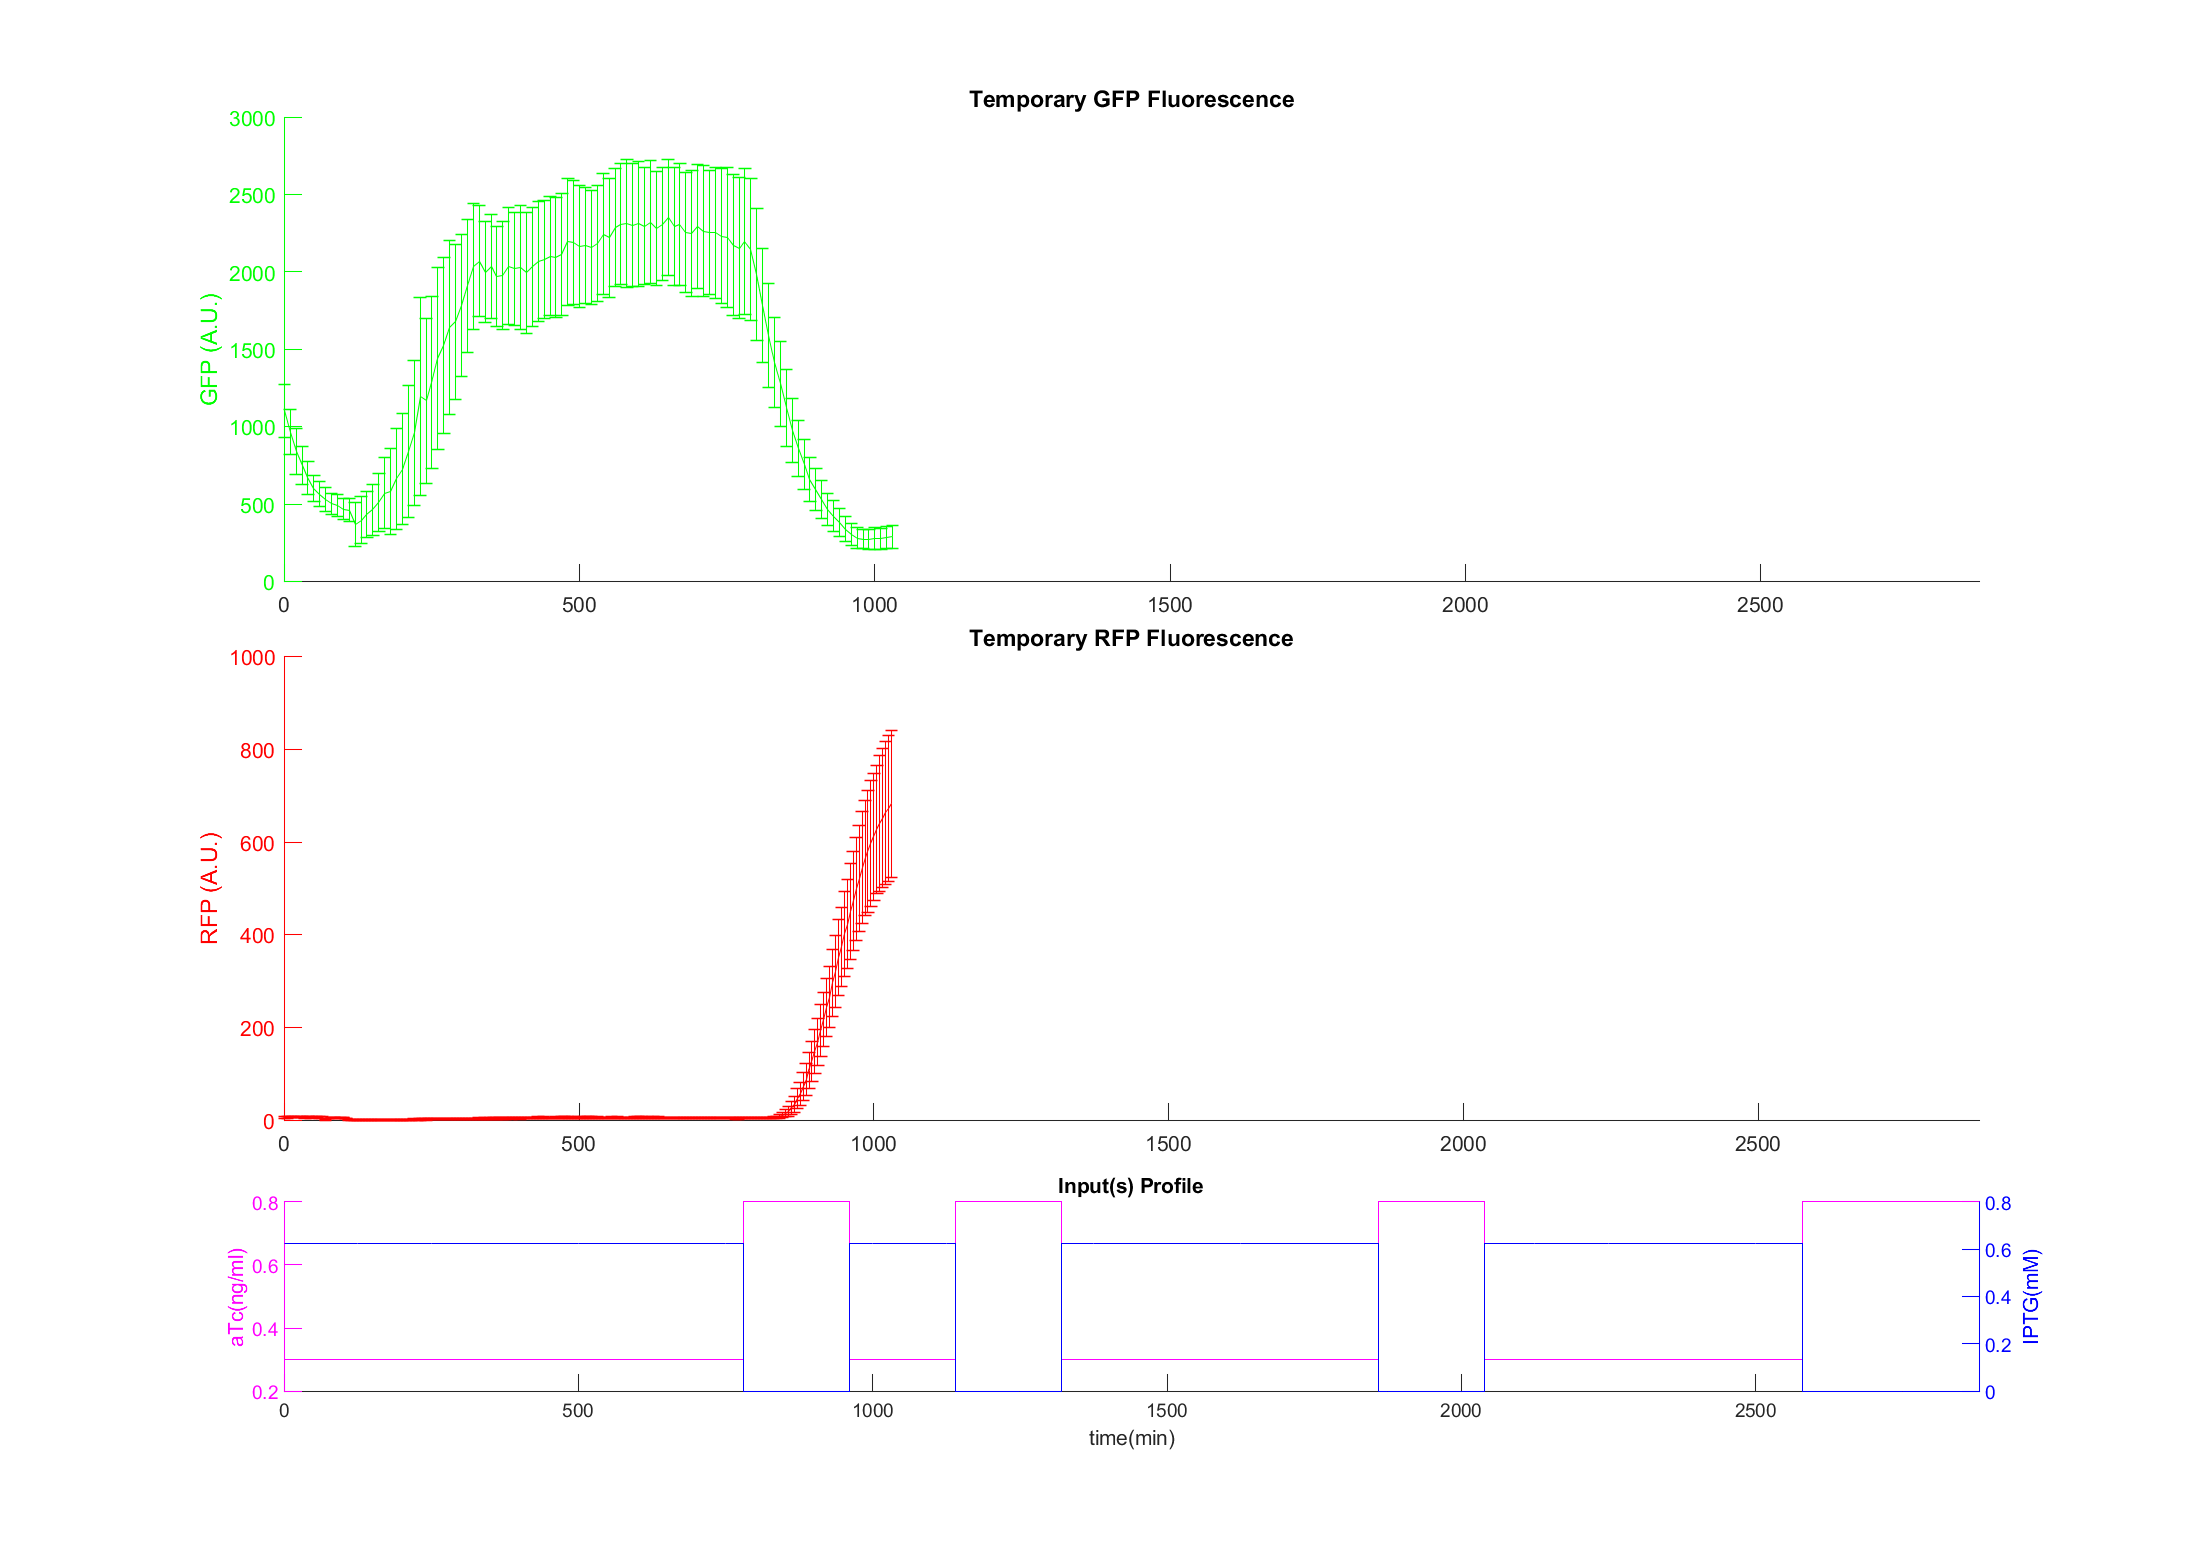 Temporary GFP Fluorescence
3000
2500
2000
1500
1000
500
0
GFP (A.U.)
0 500 1000 1500 2000 2500
Temporary RFP Fluorescence
1000
800
600
400
200
0
RFP (A.U.)
0 500 1000 1500 2000 2500
Input(s) Profile
0.8
0.6
0.4
0.2
aTc(ng/ml)
0.8
0.6
0.4
0.2
0
IPTG(mM)
0 500 1000 1500 2000 2500
time(min)